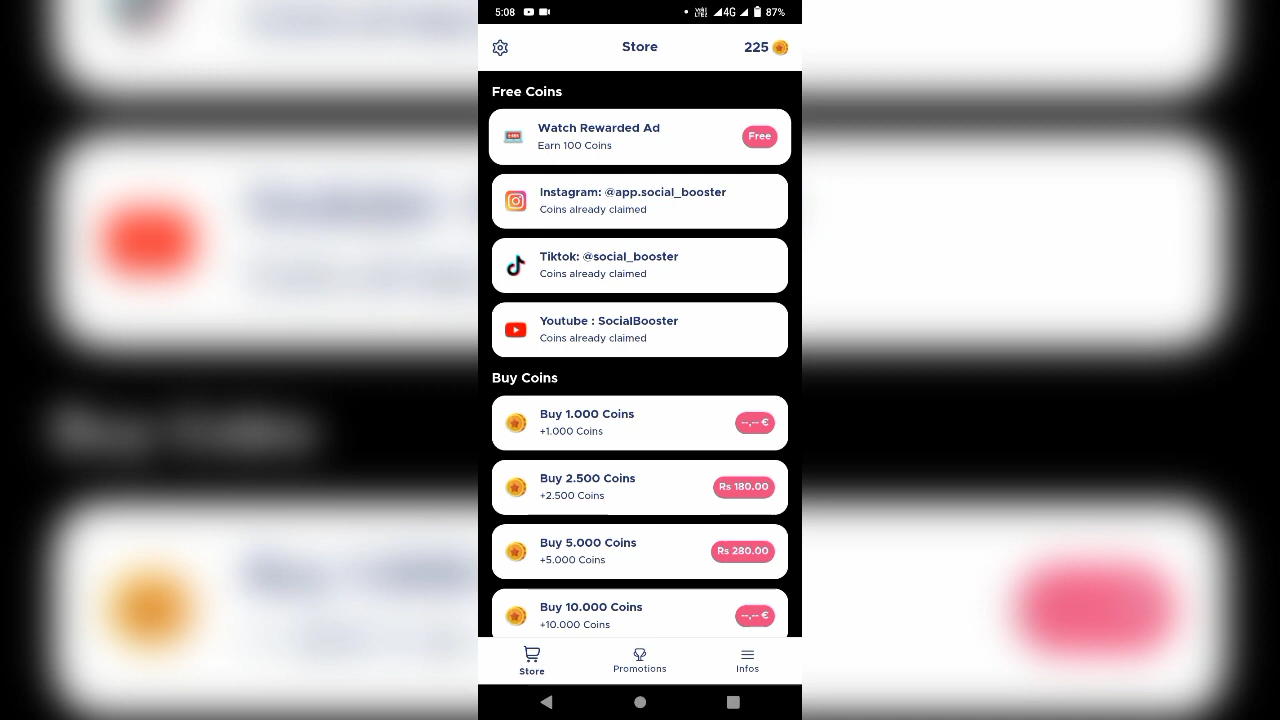 5:08
4G 87%
Store
225
Free Coins
Watch Rewarded Ad
Earn 100 Coins
Free
Instagram: @app.social_booster
Coins already claimed
Tiktok: @social_booster
Coins already claimed
Youtube : SocialBooster
Coins already claimed
Buy Coins
Buy 1.000 Coins
+1.000 Coins
--,-- €
Buy 2.500 Coins
+2.500 Coins
Rs 180.00
Buy 5.000 Coins
+5.000 Coins
Rs 280.00
Buy 10.000 Coins
+10.000 Coins
--,-- €
Store
Promotions
Infos